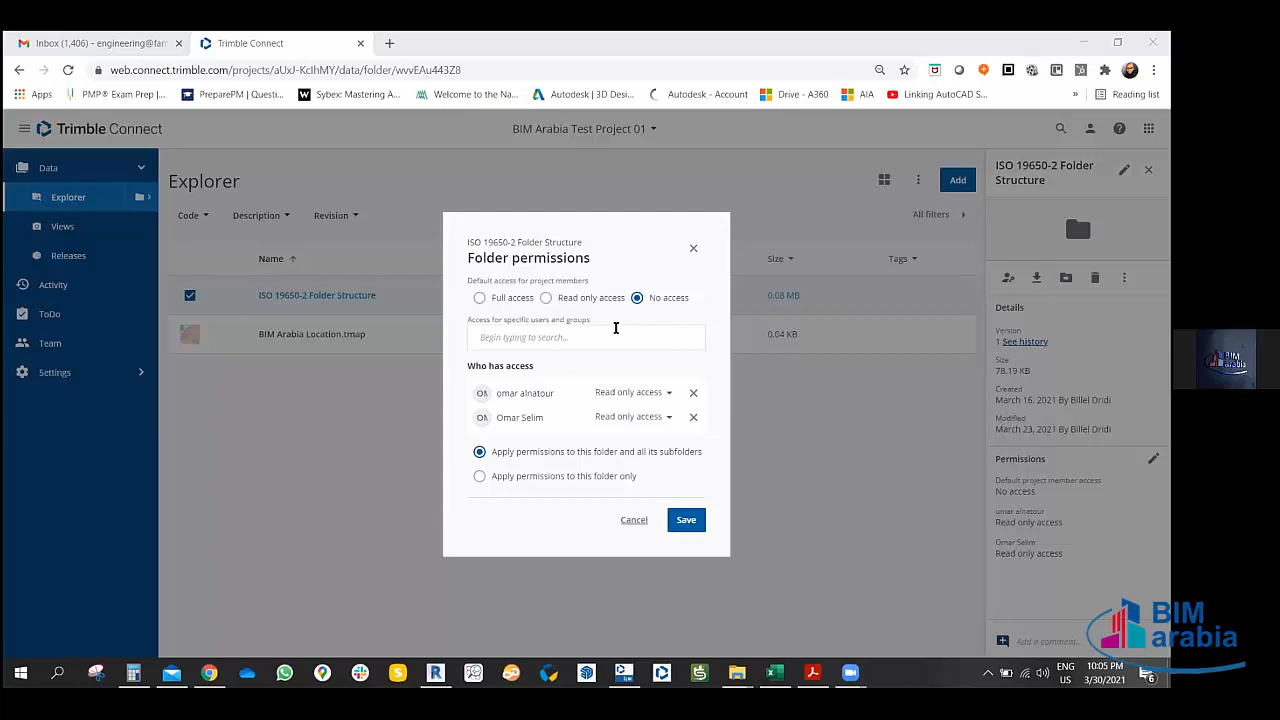 Inbox (1,406) - engineering@fam
Trimble Connect
web.connect.trimble.com/projects/aUxJ-KcIhMY/data/folder/wvvEAu443Z8
Apps
PMP® Exam Prep |...
PreparePM | Questi...
Sybex: Mastering A...
Welcome to the Na...
Autodesk | 3D Desi...
Autodesk - Account
Drive - A360
AIA
Linking AutoCAD S...
»
Reading list
Trimble Connect
BIM Arabia Test Project 01
Data
Explorer
Views
Releases
Activity
ToDo
Team
Settings
Explorer
Add
Code
Description
Revision
All filters
Name
Size
Tags
ISO 19650-2 Folder Structure
0.08 MB
BIM Arabia Location.tmap
0.04 KB
ISO 19650-2 Folder Structure
Folder permissions
Default access for project members
Full access
Read only access
No access
Access for specific users and groups
Begin typing to search...
Who has access
omar alnatour
Read only access
Omar Selim
Read only access
Apply permissions to this folder and all its subfolders
Apply permissions to this folder only
Cancel
Save
ISO 19650-2 Folder
Structure
Details
Version
1 See history
Size
78.19 KB
Created
March 16, 2021 By Billel Dridi
Modified
March 23, 2021 By Billel Dridi
Permissions
Default project member access
No access
omar alnatour
Read only access
Omar Selim
Read only access
Add a comment...
BIM
arabia
BIM
arabia
ENG
US
10:05 PM
3/30/2021
6